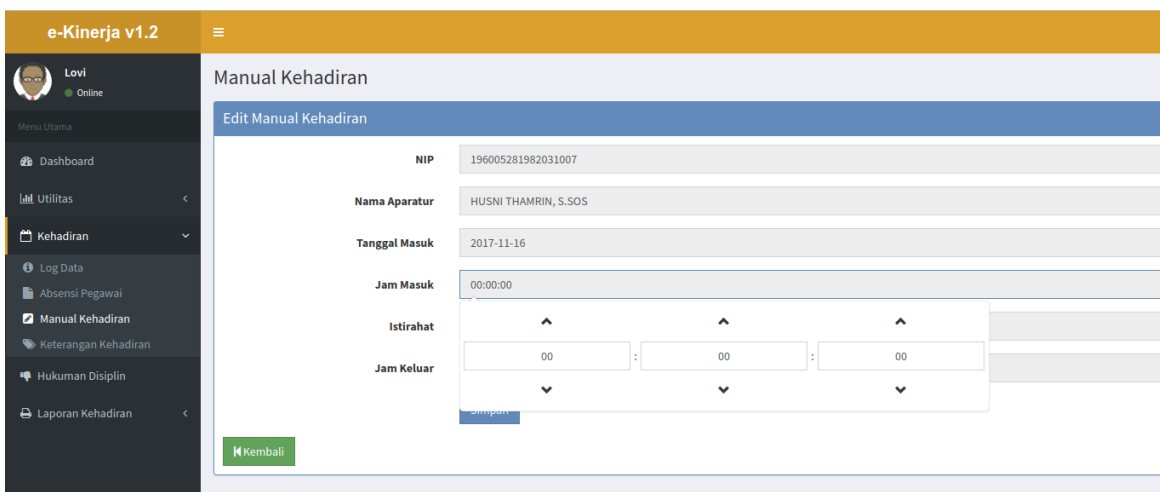 e-Kinerja v1.2
Lovi
Online
Menu Utama
Dashboard
Utilitas
Kehadiran
Log Data
Absensi Pegawai
Manual Kehadiran
Keterangan Kehadiran
Hukuman Disiplin
Laporan Kehadiran
Manual Kehadiran
Edit Manual Kehadiran
NIP 196005281982031007
Nama Aparatur HUSNI THAMRIN, S.SOS
Tanggal Masuk 2017-11-16
Jam Masuk 00:00:00
Istirahat
00 : 00 : 00
Jam Keluar
Simpan
Kembali